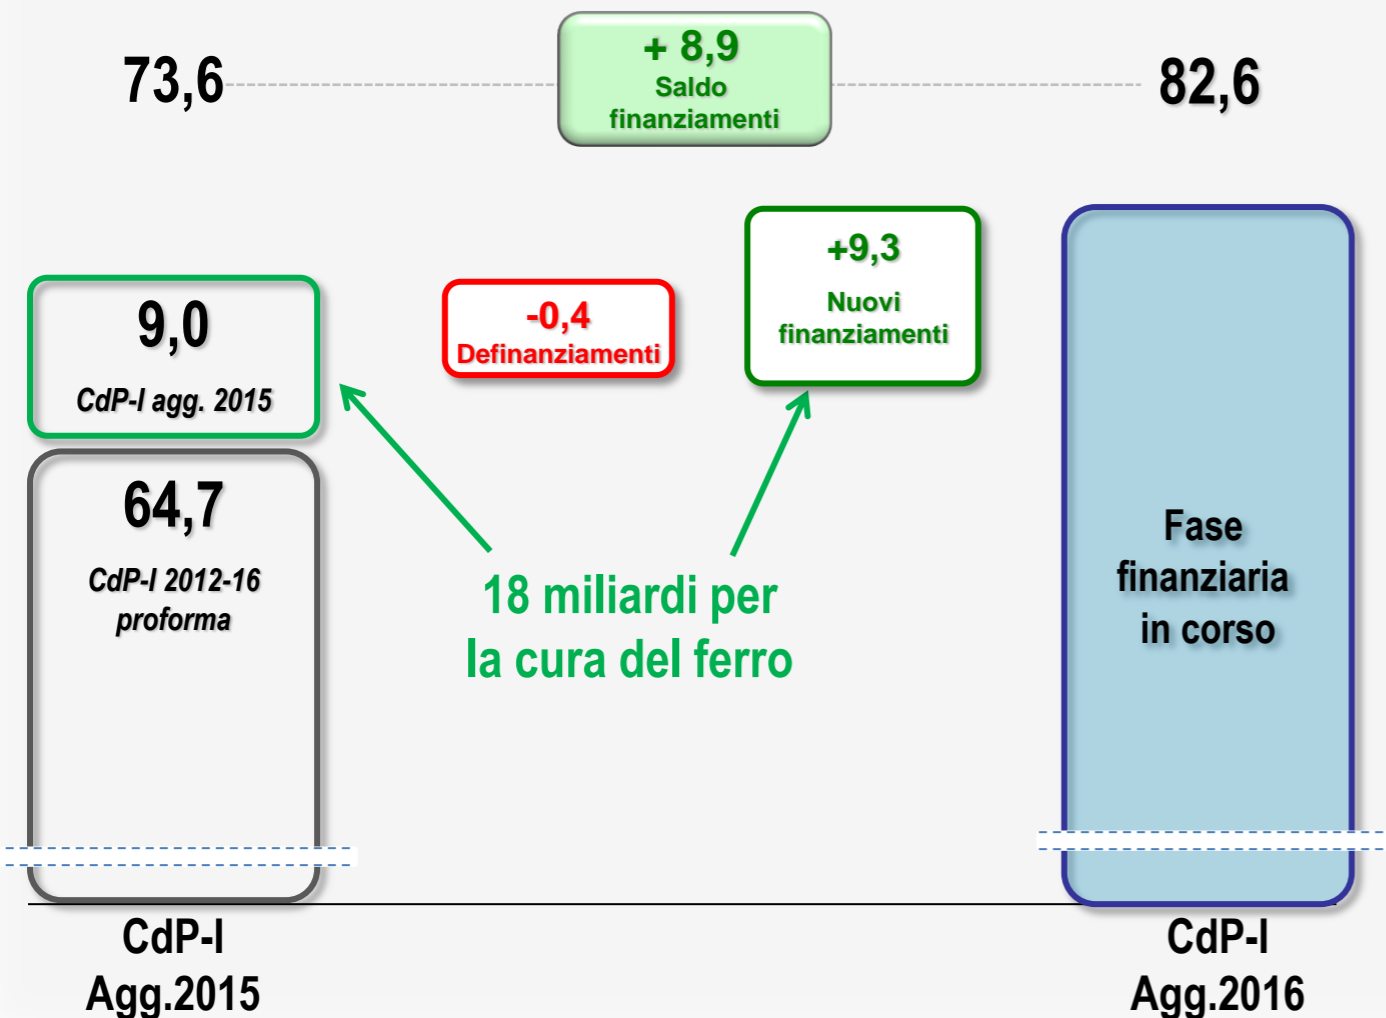 73,6
+ 8,9
Saldo
finanziamenti
82,6
9,0
CdP-I agg. 2015
64,7
CdP-I 2012-16
proforma
-0,4
Definanziamenti
+9,3
Nuovi
finanziamenti
18 miliardi per
la cura del ferro
Fase
finanziaria
in corso
CdP-I
Agg.2015
CdP-I
Agg.2016